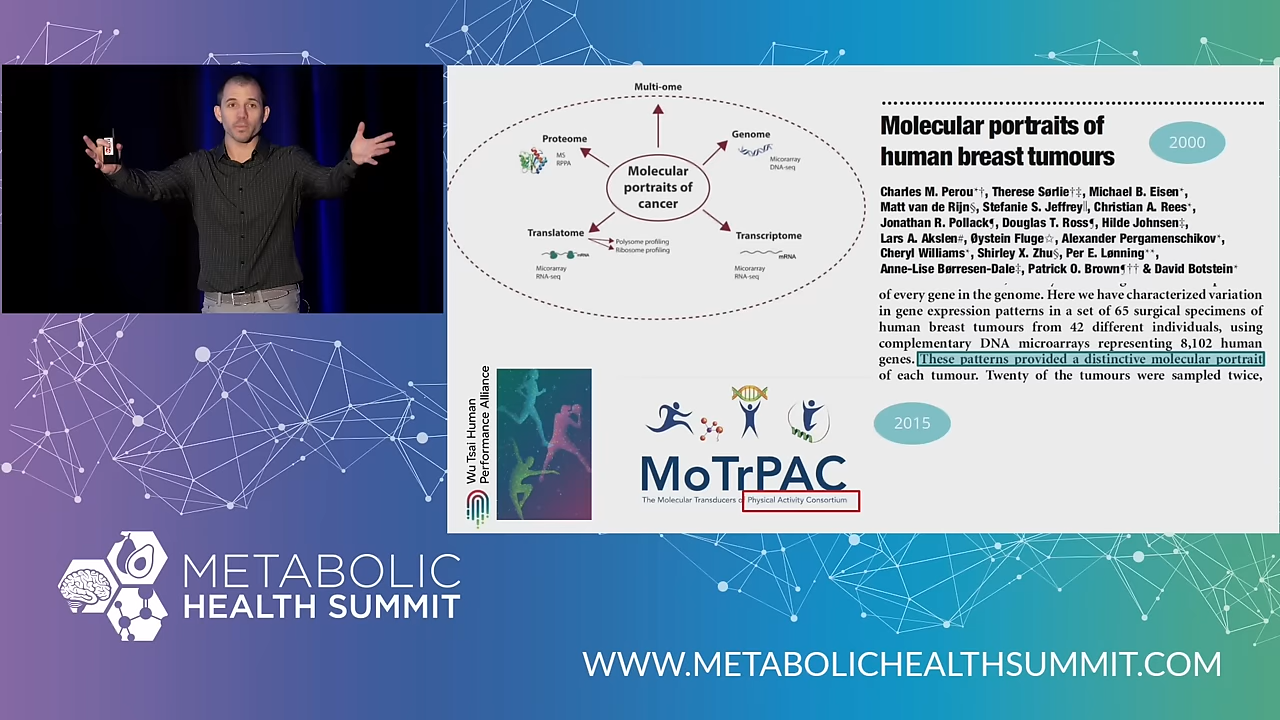 Multi-ome
Proteome
MS
RPPA
Genome
Micorarray
DNA-seq
Molecular
portraits of
cancer
Translatome
mRNA
Polysome profiling
Ribosome profiling
Micorarray
RNA-seq
Transcriptome
mRNA
Micorarray
RNA-seq
Molecular portraits of
human breast tumours
2000
Charles M. Perou*†, Therese Sørlie†‡, Michael B. Eisen*,
Matt van de Rijn§, Stefanie S. Jeffrey||, Christian A. Rees*,
Jonathan R. Pollack¶, Douglas T. Ross¶, Hilde Johnsen‡,
Lars A. Akslen#, Øystein Fluge☆, Alexander Pergamenschikov*,
Cheryl Williams*, Shirley X. Zhu§, Per E. Lønning**,
Anne-Lise Børresen-Dale‡, Patrick O. Brown¶†† & David Botstein*
of every gene in the genome. Here we have characterized variation
in gene expression patterns in a set of 65 surgical specimens of
human breast tumours from 42 different individuals, using
complementary DNA microarrays representing 8,102 human
genes. These patterns provided a distinctive molecular portrait
of each tumour. Twenty of the tumours were sampled twice,
2015
Wu Tsai Human
Performance Alliance
MoTrPAC
The Molecular Transducers of Physical Activity Consortium
METABOLIC
HEALTH SUMMIT
WWW.METABOLICHEALTHSUMMIT.COM